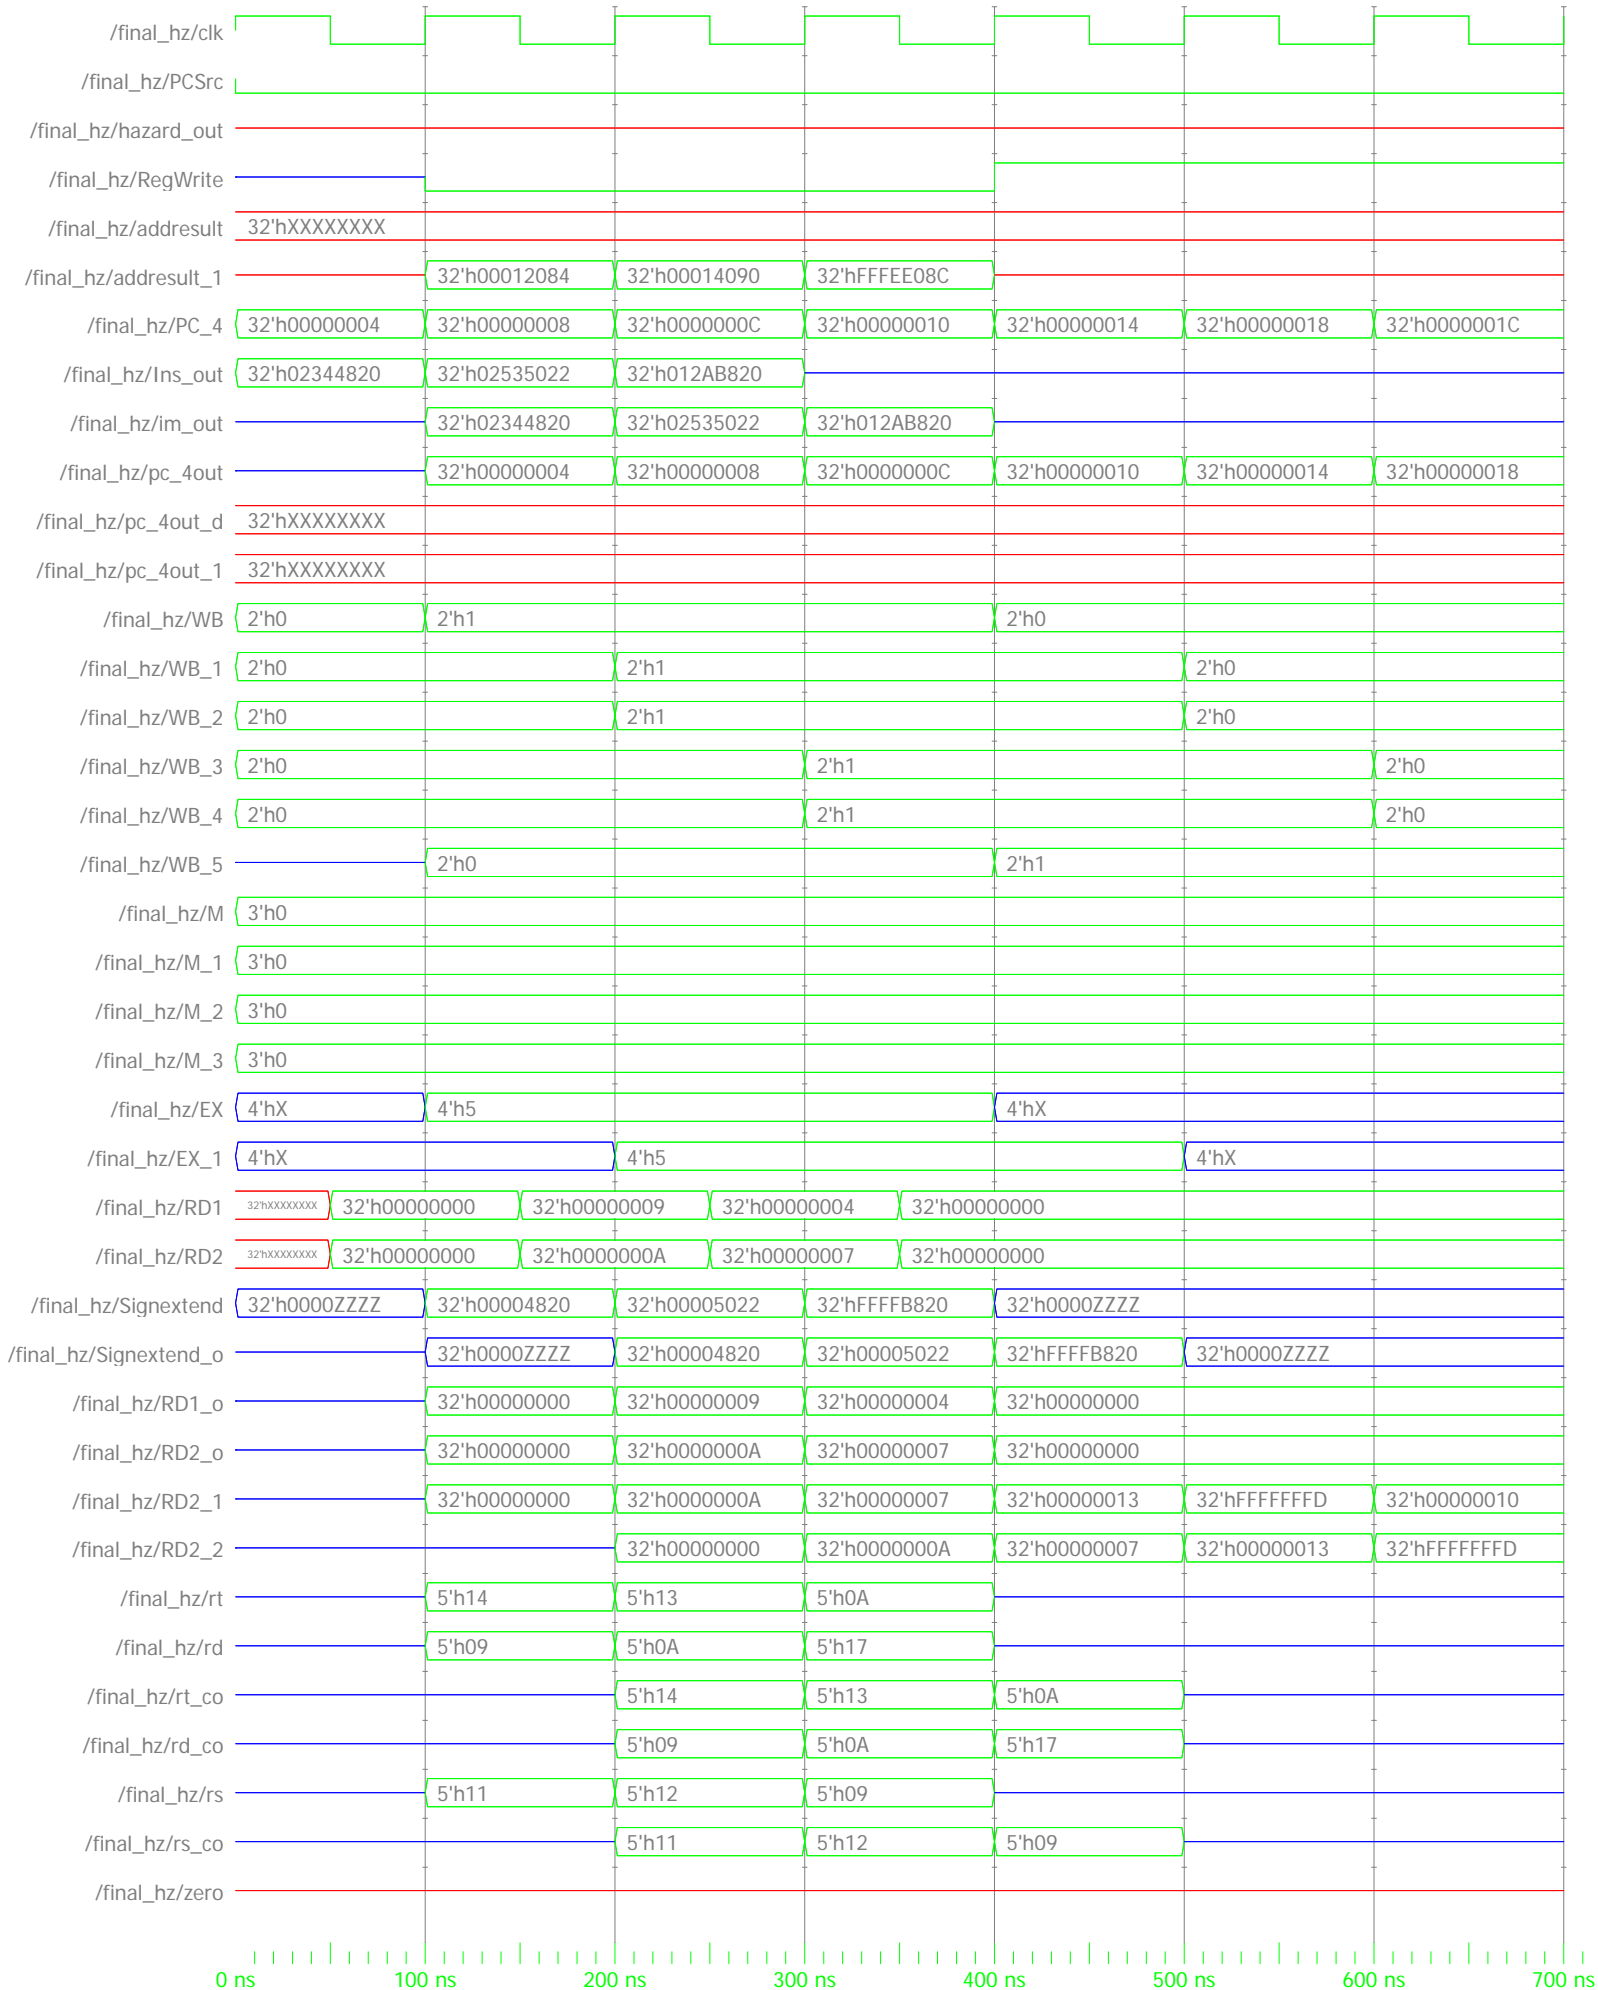 /final_hz/clk
/final_hz/PCSrc
/final_hz/hazard_out
/final_hz/RegWrite
/final_hz/addresult 32'hXXXXXXXX
/final_hz/addresult_1 32'h00012084 32'h00014090 32'hFFFEE08C
/final_hz/PC_4 32'h00000004 32'h00000008 32'h0000000C 32'h00000010 32'h00000014 32'h00000018 32'h0000001C
/final_hz/Ins_out 32'h02344820 32'h02535022 32'h012AB820
/final_hz/im_out 32'h02344820 32'h02535022 32'h012AB820
/final_hz/pc_4out 32'h00000004 32'h00000008 32'h0000000C 32'h00000010 32'h00000014 32'h00000018
/final_hz/pc_4out_d 32'hXXXXXXXX
/final_hz/pc_4out_1 32'hXXXXXXXX
/final_hz/WB 2'h0 2'h1 2'h0
/final_hz/WB_1 2'h0 2'h1 2'h0
/final_hz/WB_2 2'h0 2'h1 2'h0
/final_hz/WB_3 2'h0 2'h1 2'h0
/final_hz/WB_4 2'h0 2'h1 2'h0
/final_hz/WB_5 2'h0 2'h1
/final_hz/M 3'h0
/final_hz/M_1 3'h0
/final_hz/M_2 3'h0
/final_hz/M_3 3'h0
/final_hz/EX 4'hX 4'h5 4'hX
/final_hz/EX_1 4'hX 4'h5 4'hX
/final_hz/RD1 32'hXXXXXXXX 32'h00000000 32'h00000009 32'h00000004 32'h00000000
/final_hz/RD2 32'hXXXXXXXX 32'h00000000 32'h0000000A 32'h00000007 32'h00000000
/final_hz/Signextend 32'h0000ZZZZ 32'h00004820 32'h00005022 32'hFFFFB820 32'h0000ZZZZ
/final_hz/Signextend_o 32'h0000ZZZZ 32'h00004820 32'h00005022 32'hFFFFB820 32'h0000ZZZZ
/final_hz/RD1_o 32'h00000000 32'h00000009 32'h00000004 32'h00000000
/final_hz/RD2_o 32'h00000000 32'h0000000A 32'h00000007 32'h00000000
/final_hz/RD2_1 32'h00000000 32'h0000000A 32'h00000007 32'h00000013 32'hFFFFFFFD 32'h00000010
/final_hz/RD2_2 32'h00000000 32'h0000000A 32'h00000007 32'h00000013 32'hFFFFFFFD
/final_hz/rt 5'h14 5'h13 5'h0A
/final_hz/rd 5'h09 5'h0A 5'h17
/final_hz/rt_co 5'h14 5'h13 5'h0A
/final_hz/rd_co 5'h09 5'h0A 5'h17
/final_hz/rs 5'h11 5'h12 5'h09
/final_hz/rs_co 5'h11 5'h12 5'h09
/final_hz/zero
0 ns 100 ns 200 ns 300 ns 400 ns 500 ns 600 ns 700 ns